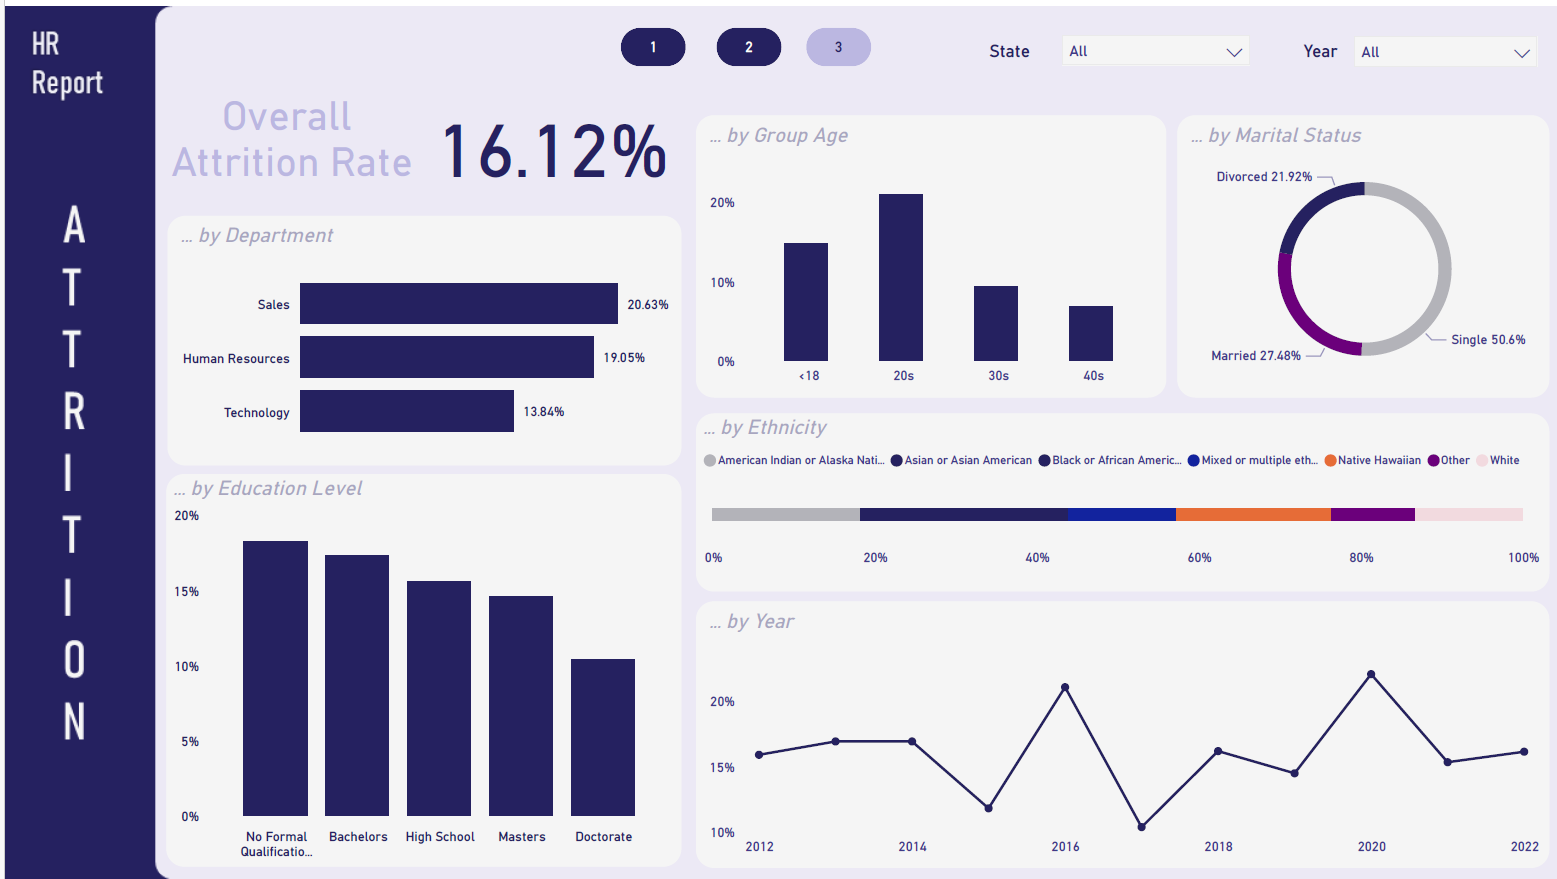 HR
Report
A
T
T
R
I
T
I
O
N
1
2
3
State
All
Year
All
Overall
Attrition Rate
16.12%
... by Department
Sales
20.63%
Human Resources
19.05%
Technology
13.84%
... by Education Level
20%
15%
10%
5%
0%
No Formal
Qualificatio...
Bachelors
High School
Masters
Doctorate
... by Group Age
20%
10%
0%
<18
20s
30s
40s
... by Marital Status
Divorced 21.92%
Single 50.6%
Married 27.48%
... by Ethnicity
American Indian or Alaska Nati...
Asian or Asian American
Black or African Americ...
Mixed or multiple eth...
Native Hawaiian
Other
White
0%
20%
40%
60%
80%
100%
... by Year
20%
15%
10%
2012
2014
2016
2018
2020
2022